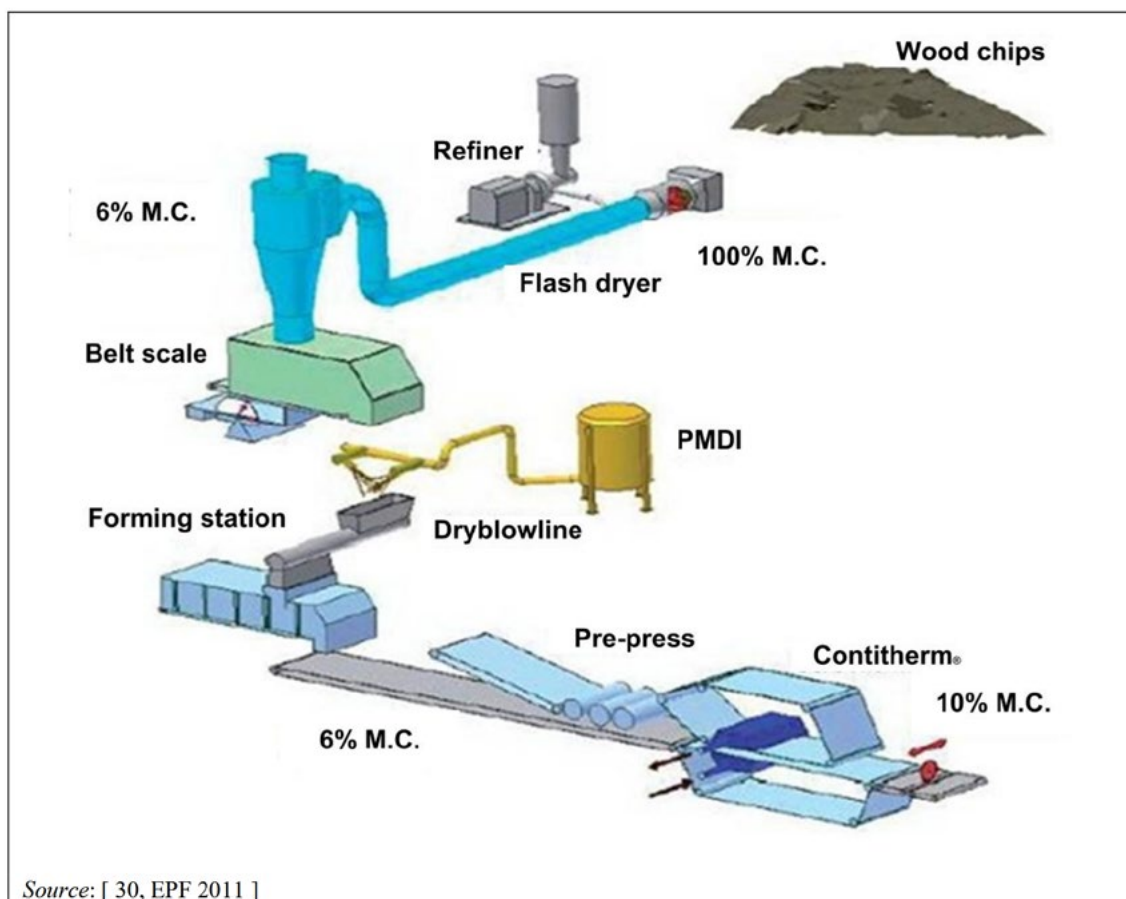 Wood chips
Refiner
6% M.C.
100% M.C.
Flash dryer
Belt scale
PMDI
Forming station
Dryblowline
Pre-press
Contitherm®
10% M.C.
6% M.C.
Source: [ 30, EPF 2011 ]